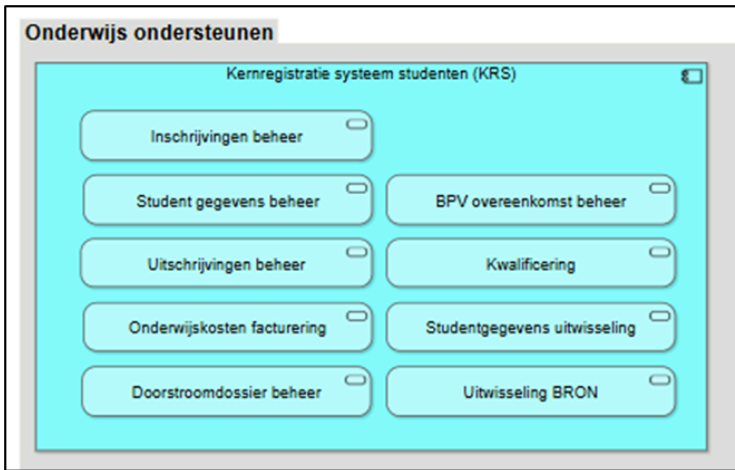 Onderwijs ondersteunen
Kernregistratie systeem studenten (KRS)
Inschrijvingen beheer
Student gegevens beheer
BPV overeenkomst beheer
Uitschrijvingen beheer
Kwalificering
Onderwijskosten facturering
Studentgegevens uitwisseling
Doorstroomdossier beheer
Uitwisseling BRON